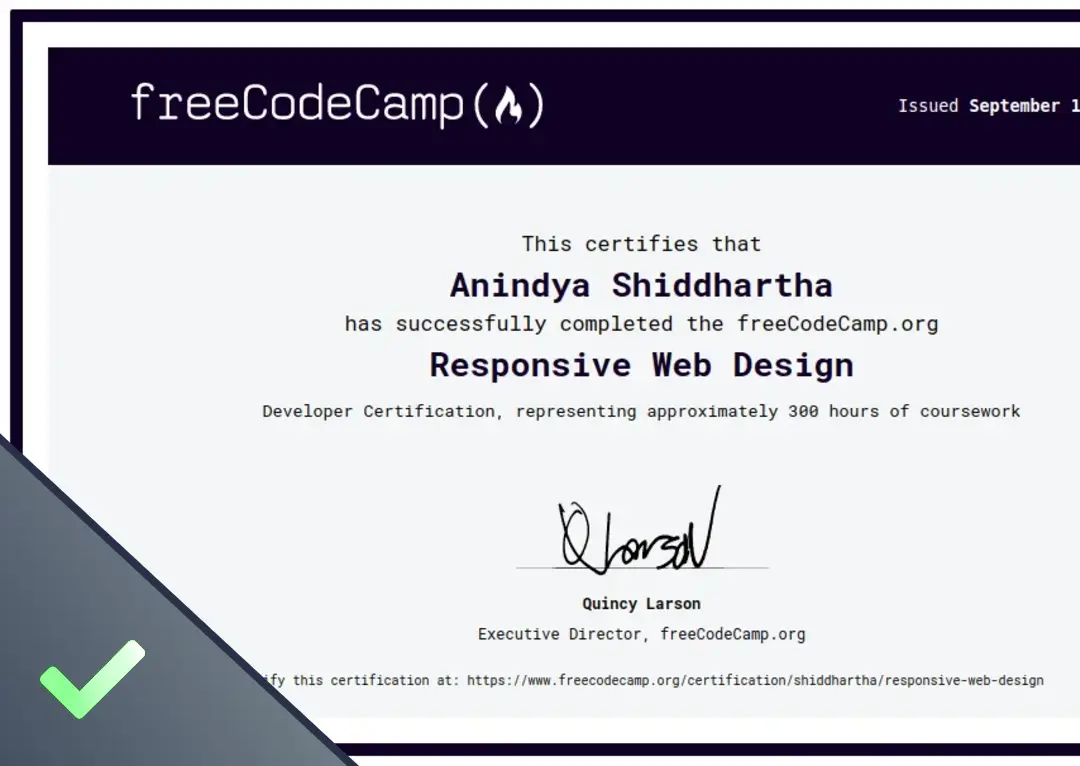 freeCodeCamp
Issued September 1
This certifies that
Anindya Shiddhartha
has successfully completed the freeCodeCamp.org
Responsive Web Design
Developer Certification, representing approximately 300 hours of coursework
Q Larson
Quincy Larson
Executive Director, freeCodeCamp.org
ify this certification at: https://www.freecodecamp.org/certification/shiddhartha/responsive-web-design